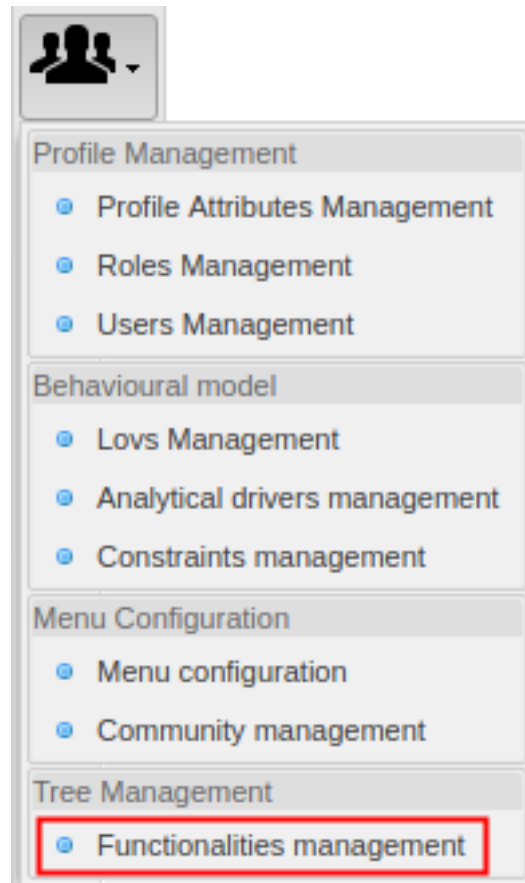 Profile Management
Profile Attributes Management
Roles Management
Users Management
Behavioural model
Lovs Management
Analytical drivers management
Constraints management
Menu Configuration
Menu configuration
Community management
Tree Management
Functionalities management